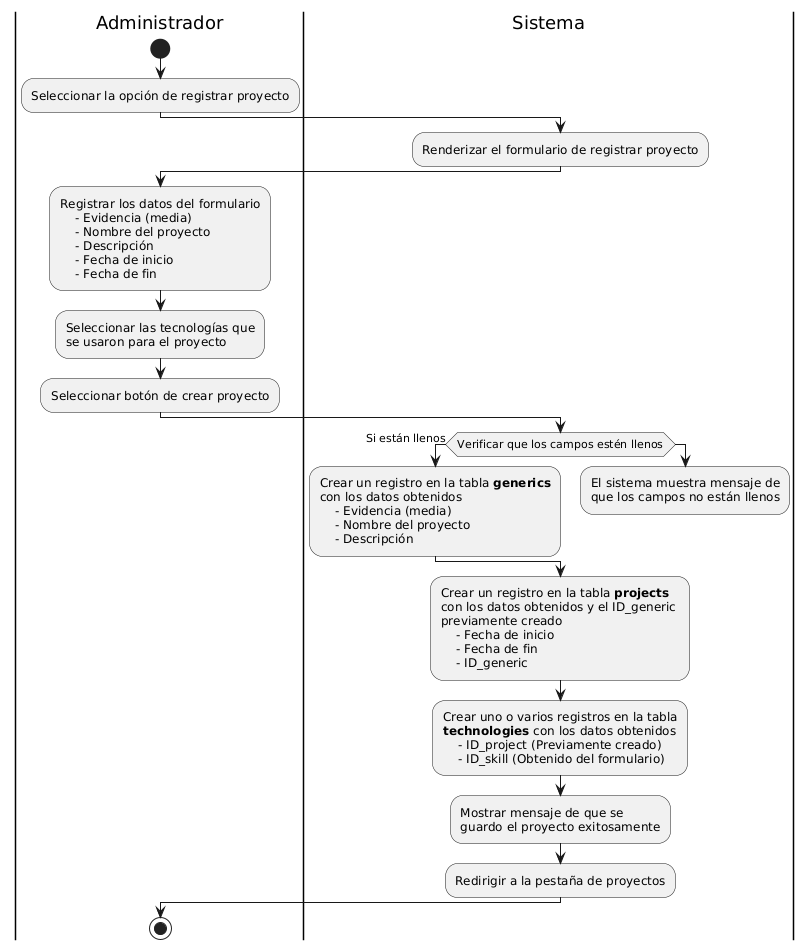 Administrador
Sistema
Seleccionar la opción de registrar proyecto
Renderizar el formulario de registrar proyecto
Registrar los datos del formulario
- Evidencia (media)
- Nombre del proyecto
- Descripción
- Fecha de inicio
- Fecha de fin
Seleccionar las tecnologías que
se usaron para el proyecto
Seleccionar botón de crear proyecto
Si están llenos
Verificar que los campos estén llenos
Crear un registro en la tabla generics
con los datos obtenidos
- Evidencia (media)
- Nombre del proyecto
- Descripción
El sistema muestra mensaje de
que los campos no están llenos
Crear un registro en la tabla projects
con los datos obtenidos y el ID_generic
previamente creado
- Fecha de inicio
- Fecha de fin
- ID_generic
Crear uno o varios registros en la tabla
technologies con los datos obtenidos
- ID_project (Previamente creado)
- ID_skill (Obtenido del formulario)
Mostrar mensaje de que se
guardo el proyecto exitosamente
Redirigir a la pestaña de proyectos